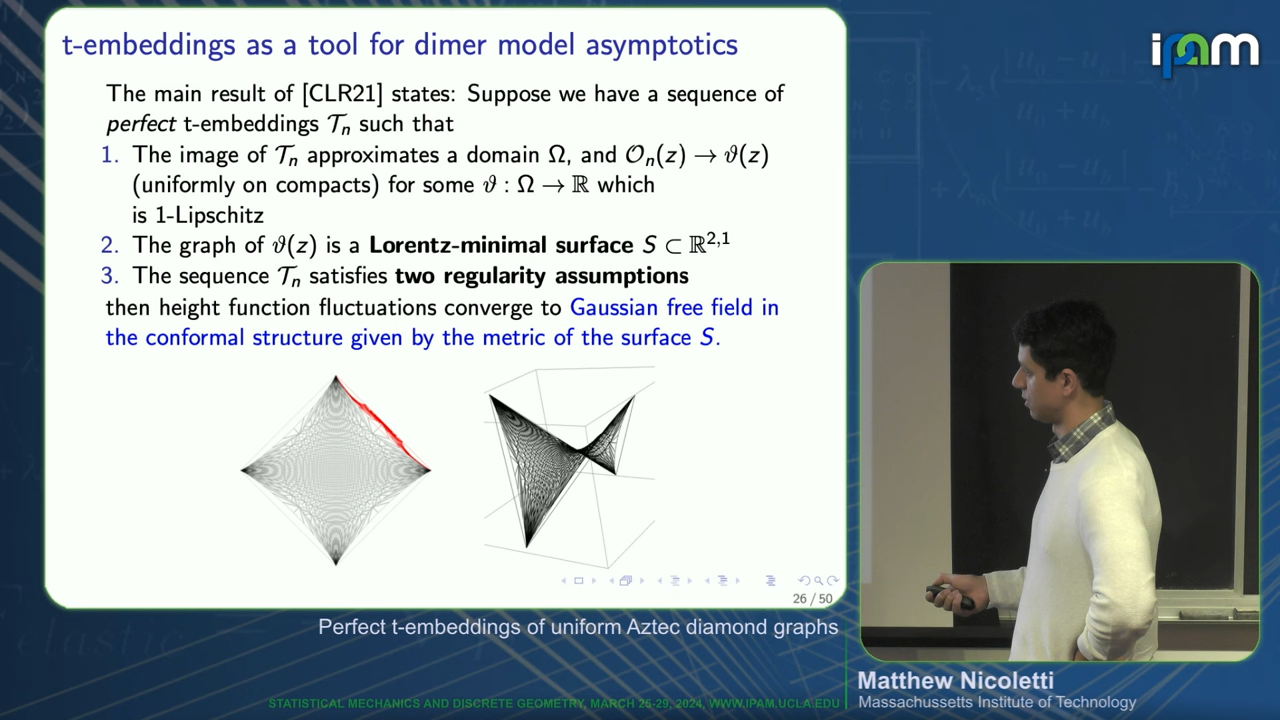 t-embeddings as a tool for dimer model asymptotics
The main result of [CLR21] states: Suppose we have a sequence of
perfect t-embeddings 𝒯n such that
1. The image of 𝒯n approximates a domain Ω, and 𝒪n(z) → ϑ(z)
(uniformly on compacts) for some ϑ : Ω → ℝ which
is 1-Lipschitz
2. The graph of ϑ(z) is a Lorentz-minimal surface S ⊂ ℝ2,1
3. The sequence 𝒯n satisfies two regularity assumptions
then height function fluctuations converge to Gaussian free field in
the conformal structure given by the metric of the surface S.
26 / 50
Perfect t-embeddings of uniform Aztec diamond graphs
ipam
Matthew Nicoletti
Massachussetts Institute of Technology
STATISTICAL MECHANICS AND DISCRETE GEOMETRY, MARCH 25-29, 2024, WWW.IPAM.UCLA.EDU